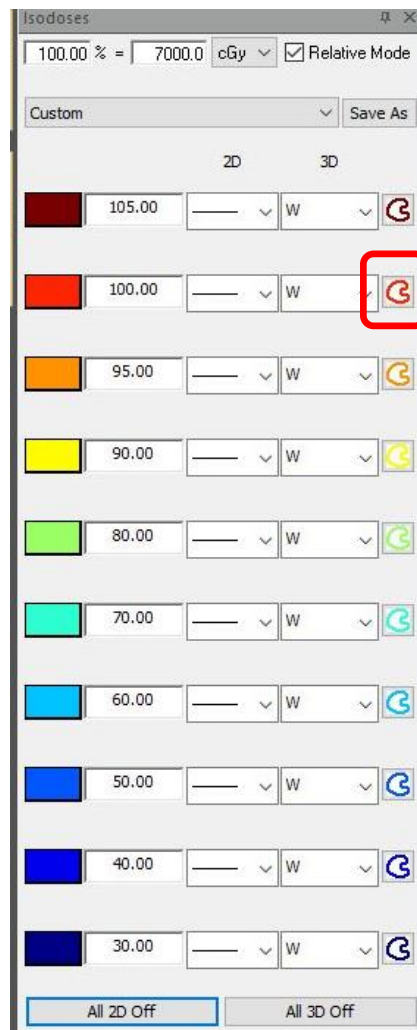 Isodoses
100.00 % = 7000.0 cGy Relative Mode
Custom Save As
2D 3D
105.00 W
100.00 W
95.00 W
90.00 W
80.00 W
70.00 W
60.00 W
50.00 W
40.00 W
30.00 W
All 2D Off All 3D Off